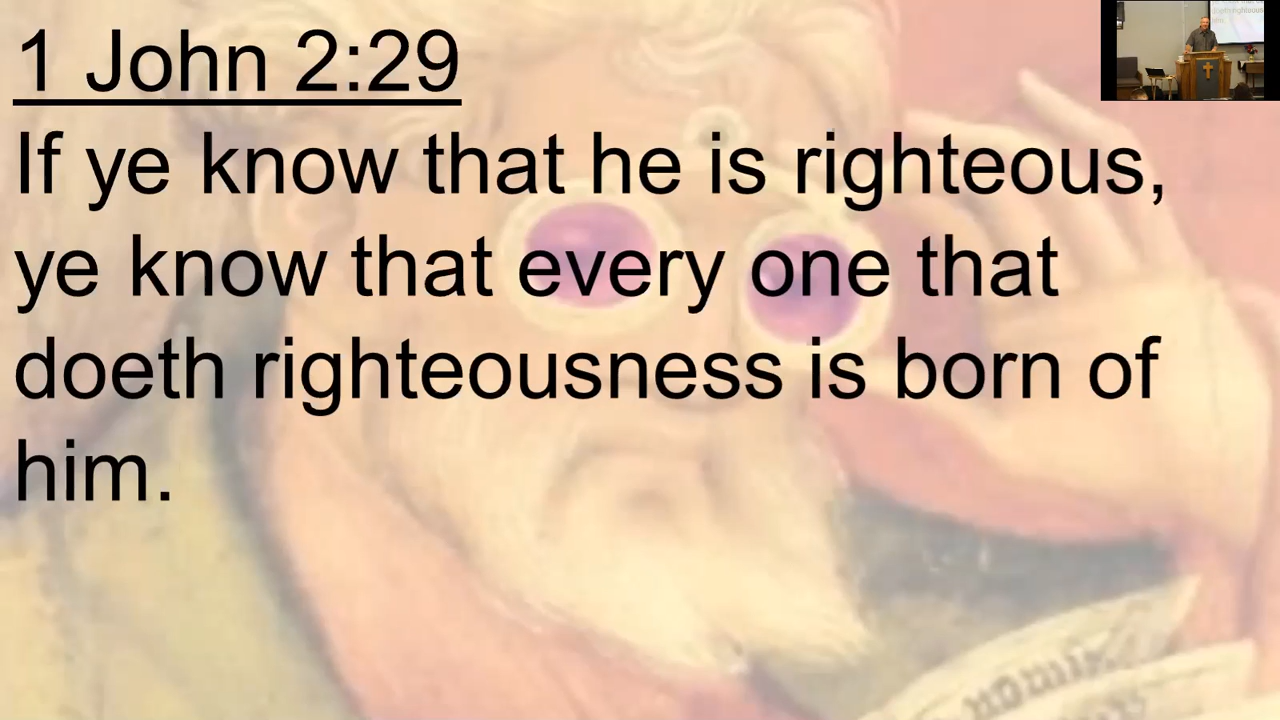 1 John 2:29
If ye know that he is righteous,
ye know that every one that
doeth righteousness is born of
him.